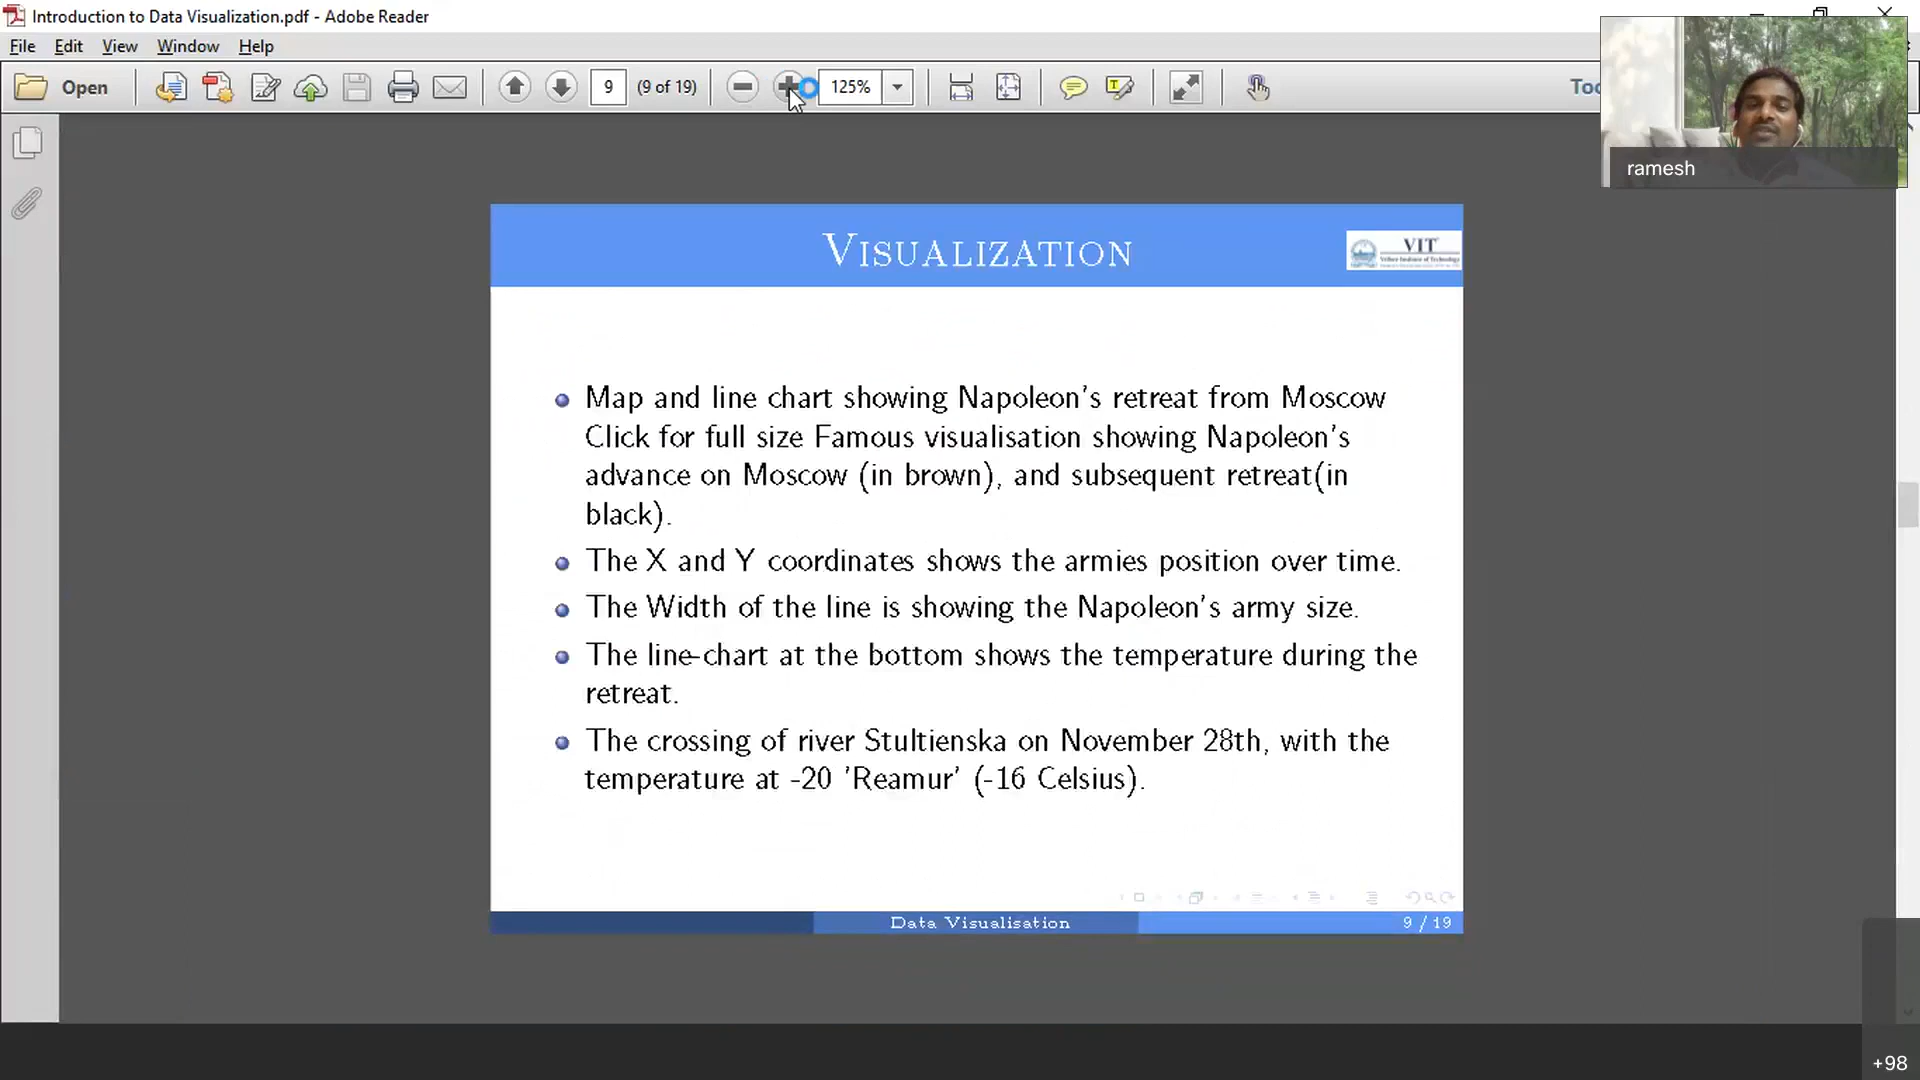 Introduction to Data Visualization.pdf - Adobe Reader
File Edit View Window Help
Open 9 (9 of 19) 125%
ramesh
VISUALIZATION
VIT
Vellore Institute of Technology
Map and line chart showing Napoleon's retreat from Moscow
Click for full size Famous visualisation showing Napoleon's
advance on Moscow (in brown), and subsequent retreat(in
black).
The X and Y coordinates shows the armies position over time.
The Width of the line is showing the Napoleon's army size.
The line-chart at the bottom shows the temperature during the
retreat.
The crossing of river Stultienska on November 28th, with the
temperature at -20 'Reamur' (-16 Celsius).
Data Visualisation
9 / 19
+98